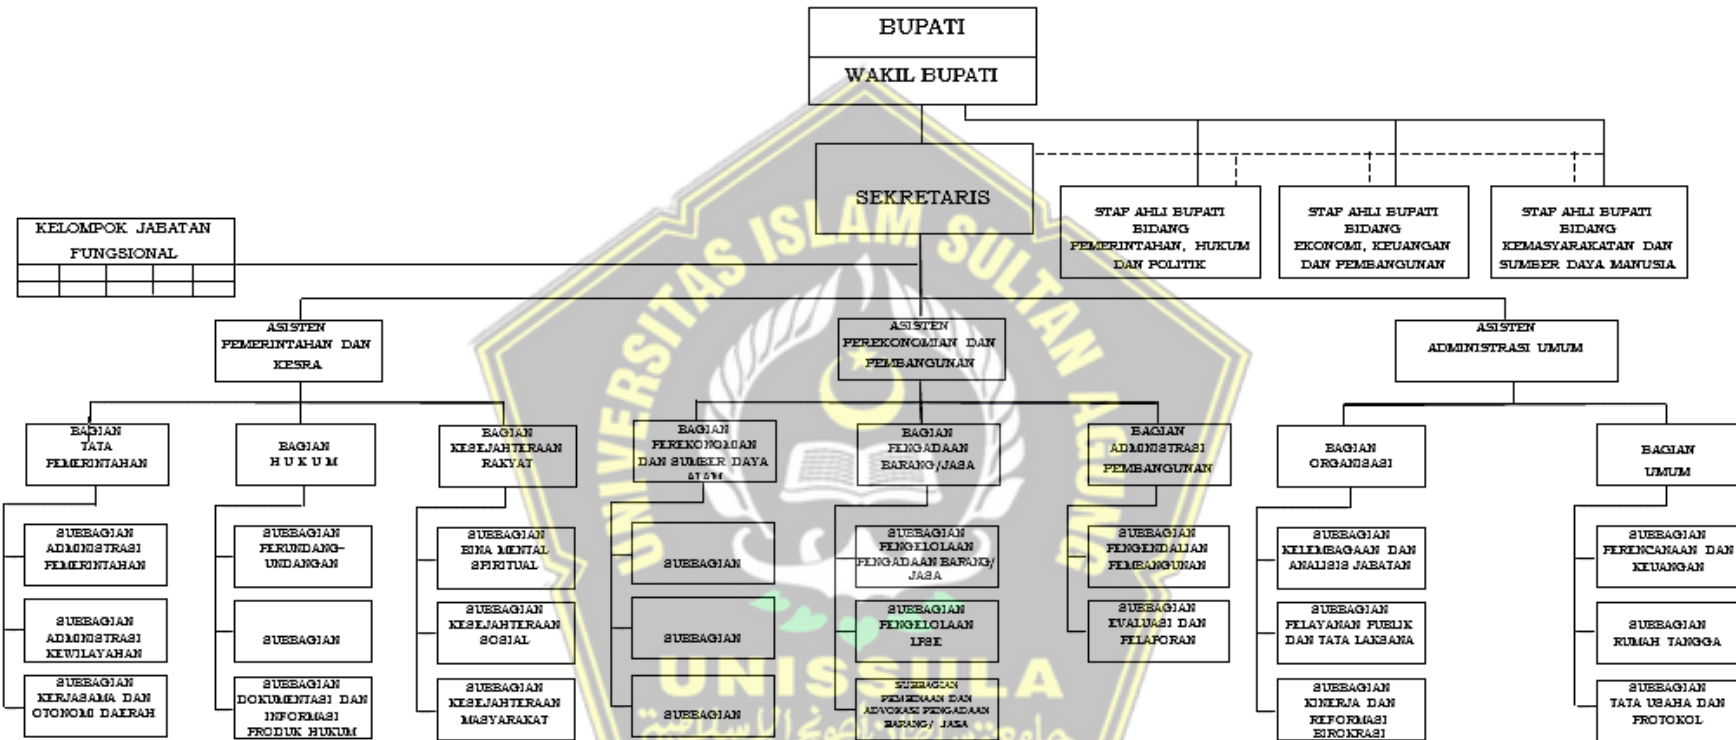 BUPATI
WAKIL BUPATI
SEKRETARIS
STAF AHLI BUPATI
BIDANG
PEMERINTAHAN, HUKUM
DAN POLITIK
STAF AHLI BUPATI
BIDANG
EKONOMI, KEUANGAN
DAN PEMBANGUNAN
STAF AHLI BUPATI
BIDANG
KEMASYARAKATAN DAN
SUMBER DAYA MANUSIA
KELOMPOK JABATAN
FUNGSIONAL
ASISTEN
PEMERINTAHAN DAN
KESRA
ASISTEN
PEREKONOMIAN DAN
PEMBANGUNAN
ASISTEN
ADMINISTRASI UMUM
BAGIAN
TATA
PEMERINTAHAN
BAGIAN
HUKUM
BAGIAN
KESEJAHTERAAN
RAKYAT
BAGIAN
PEREKONOMIAN
DAN SUMBER DAYA
ALAM
BAGIAN
PENGADAAN
BARANG/JASA
BAGIAN
ADMINISTRASI
PEMBANGUNAN
BAGIAN
ORGANISASI
BAGIAN
UMUM
SUBBAGIAN
ADMINISTRASI
PEMERINTAHAN
SUBBAGIAN
PERUNDANG-
UNDANGAN
SUBBAGIAN
BINA MENTAL
SPIRITUAL
SUBBAGIAN
SUBBAGIAN
PENGELOLAAN
PENGADAAN BARANG/
JASA
SUBBAGIAN
PENGENDALIAN
PEMBANGUNAN
SUBBAGIAN
KELEMBAGAAN DAN
ANALISIS JABATAN
SUBBAGIAN
PERENCANAAN DAN
KEUANGAN
SUBBAGIAN
ADMINISTRASI
KEWILAYAHAN
SUBBAGIAN
SUBBAGIAN
KESEJAHTERAAN
SOSIAL
SUBBAGIAN
SUBBAGIAN
PENGELOLAAN
LPSE
SUBBAGIAN
EVALUASI DAN
PELAPORAN
SUBBAGIAN
PELAYANAN PUBLIK
DAN TATA LAKSANA
SUBBAGIAN
RUMAH TANGGA
SUBBAGIAN
KERJASAMA DAN
OTONOMI DAERAH
SUBBAGIAN
DOKUMENTASI DAN
INFORMASI
PRODUK HUKUM
SUBBAGIAN
KESEJAHTERAAN
MASYARAKAT
SUBBAGIAN
SUBBAGIAN
PEMBINAAN DAN
ADVOKASI PENGADAAN
BARANG/ JASA
SUBBAGIAN
KINERJA DAN
REFORMASI
BIROKRASI
SUBBAGIAN
TATA USAHA DAN
PROTOKOL
UNIVERSITAS ISLAM SULTAN AGUNG
UNISSULA